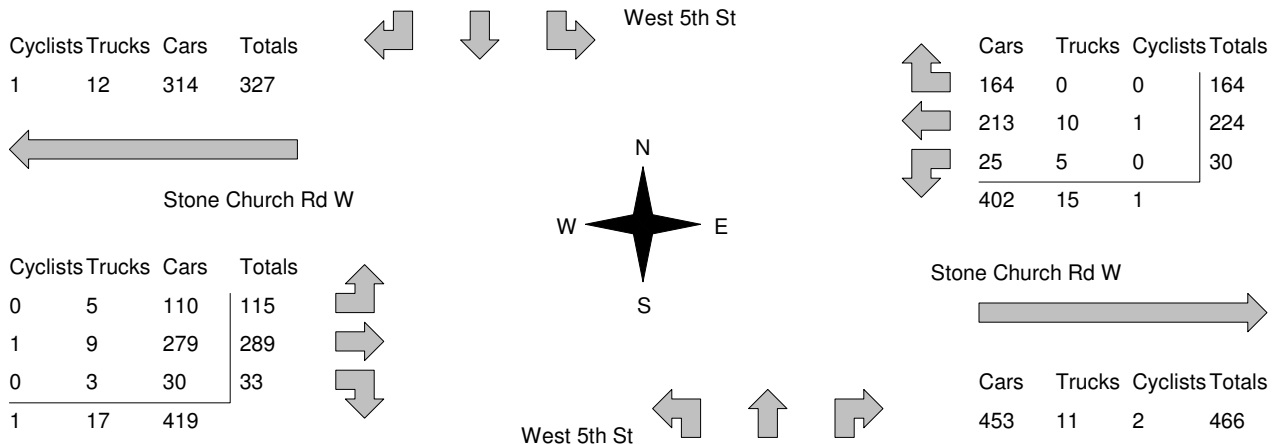 West 5th St
Cyclists Trucks Cars Totals
1 12 314 327
Cars Trucks Cyclists Totals
164 0 0 164
213 10 1 224
25 5 0 30
402 15 1
Stone Church Rd W
N
W E
S
Cyclists Trucks Cars Totals
0 5 110 115
1 9 279 289
0 3 30 33
1 17 419
Stone Church Rd W
Cars Trucks Cyclists Totals
453 11 2 466
West 5th St